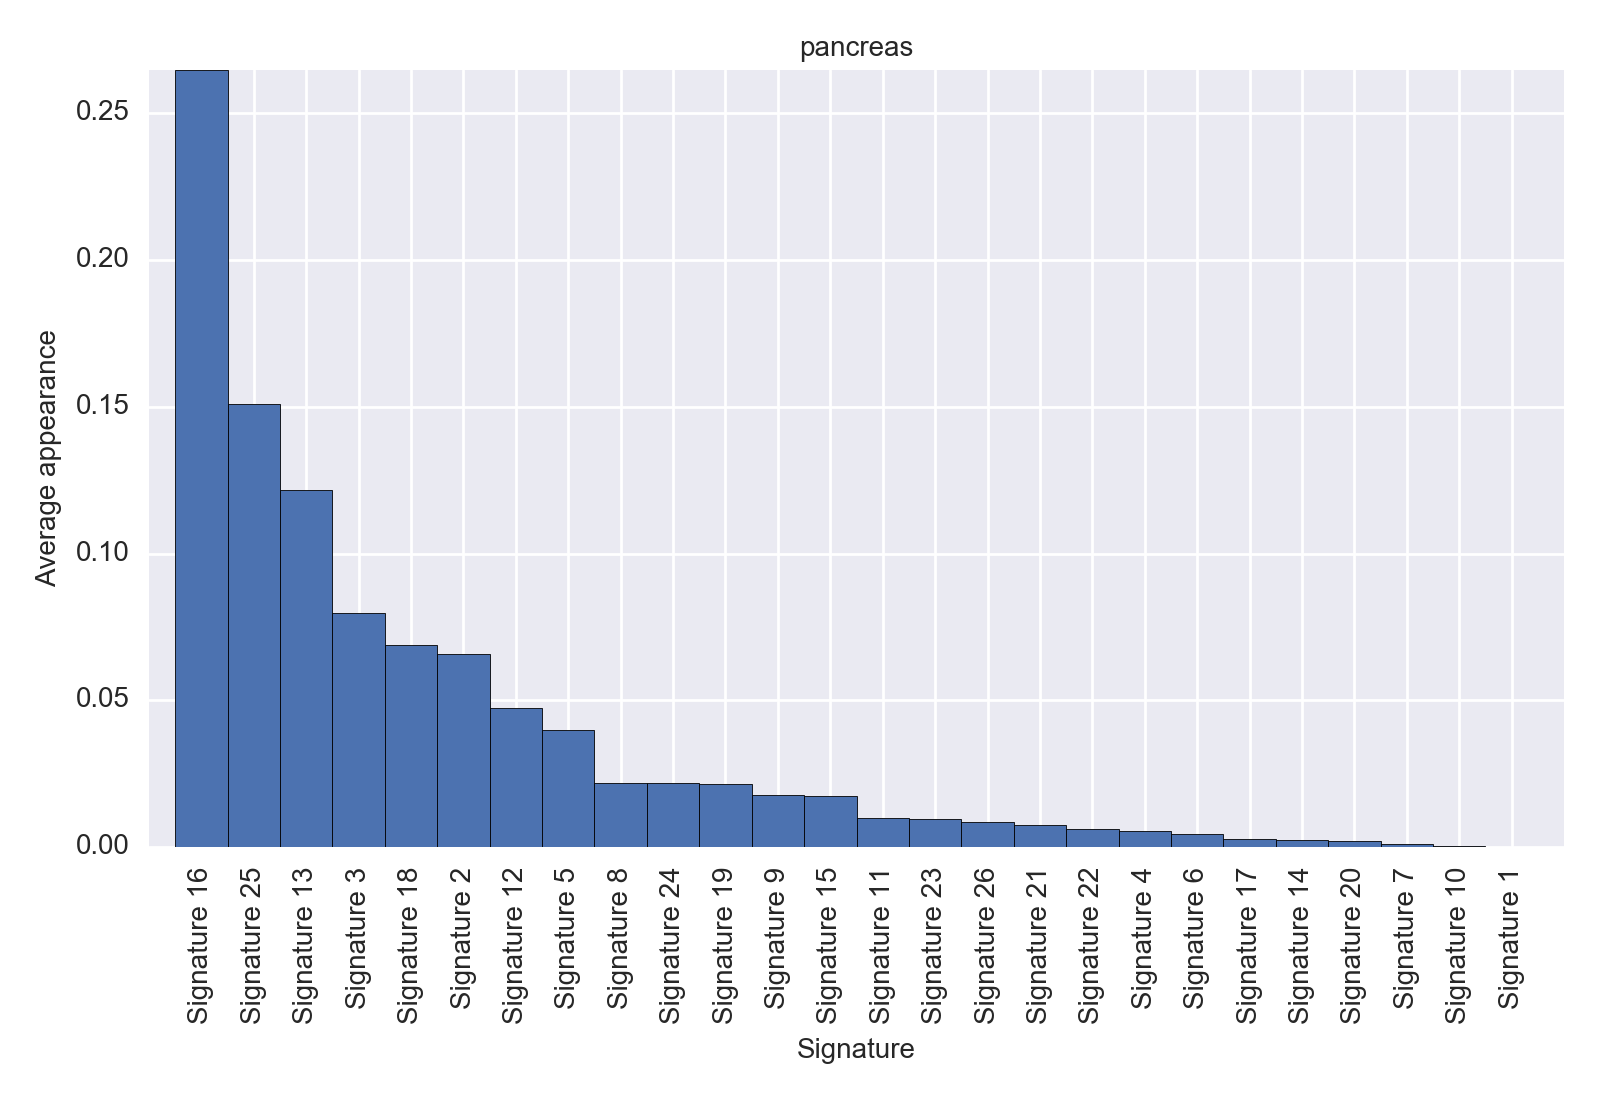 pancreas
0.25
0.20
0.15
0.10
0.05
0.00
Average appearance
Signature 16
Signature 25
Signature 13
Signature 3
Signature 18
Signature 2
Signature 12
Signature 5
Signature 8
Signature 24
Signature 19
Signature 9
Signature 15
Signature 11
Signature 23
Signature 26
Signature 21
Signature 22
Signature 4
Signature 6
Signature 17
Signature 14
Signature 20
Signature 7
Signature 10
Signature 1
Signature